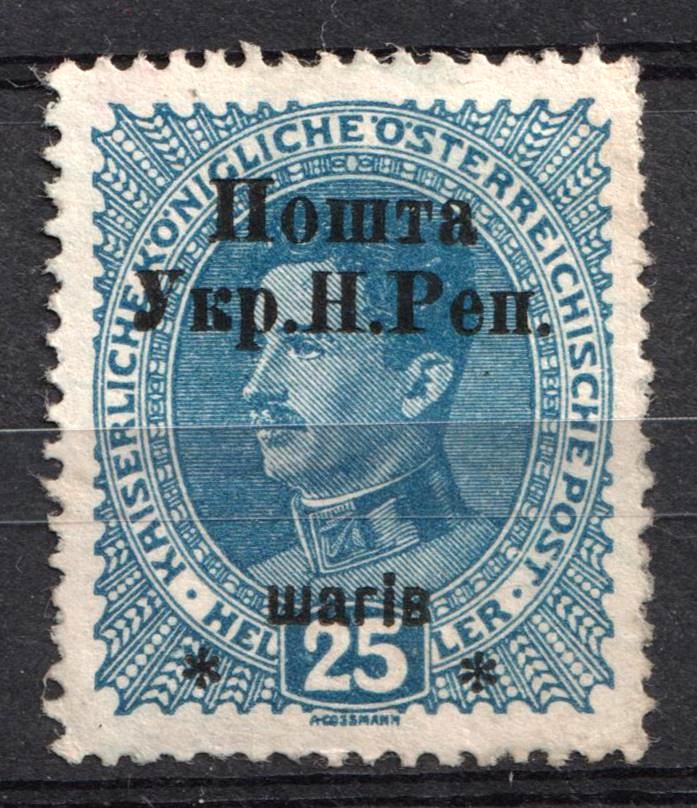 KAISERLICHE KÖNIGLICHE ÖSTERREICHISCHE POST
Пошта
Укр.Н.Реп.
шагів
HELLER
* 25 *
A·COSSMANN